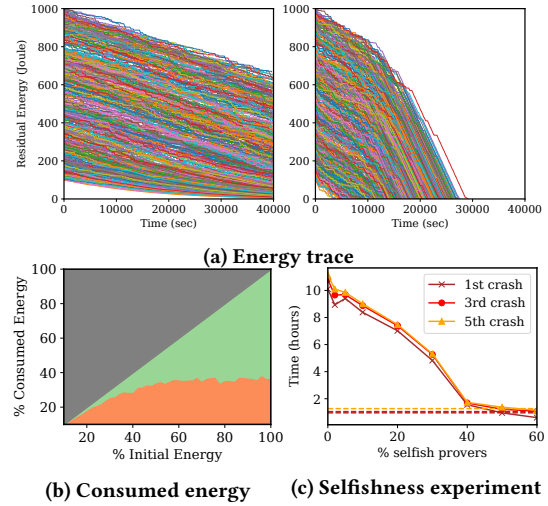 1000
800
600
400
200
0
Residual Energy (Joule)
0 10000 20000 30000 40000
Time (sec)
1000
800
600
400
200
0
0 10000 20000 30000 40000
Time (sec)
(a) Energy trace
100
80
60
40
20
% Consumed Energy
20 40 60 80 100
% Initial Energy
(b) Consumed energy
10
8
6
4
2
Time (hours)
1st crash
3rd crash
5th crash
0 20 40 60
% selfish provers
(c) Selfishness experiment